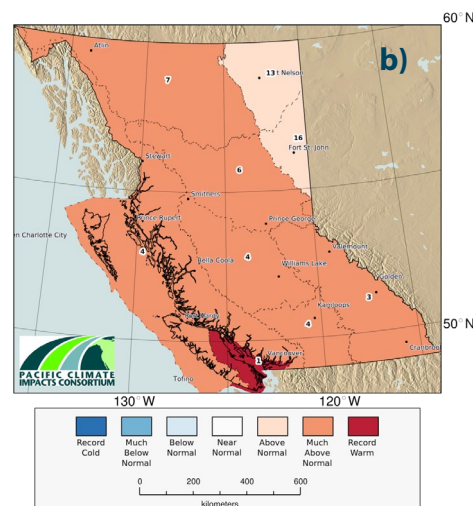 60°N
b)
Atlin
7
13
t Nelson
16
Fort St. John
Stewart
6
Smithers
Prince Rupert
Prince George
en Charlotte City
4
Bella Coola
4
Valemount
Williams Lake
Golden
3
Kamloops
4
50°N
Vancouver
1
Cranbroo
Tofino
PACIFIC CLIMATE
IMPACTS CONSORTIUM
130°W
120°W
Record Cold
Much Below Normal
Below Normal
Near Normal
Above Normal
Much Above Normal
Record Warm
0 200 400 600
kilometers